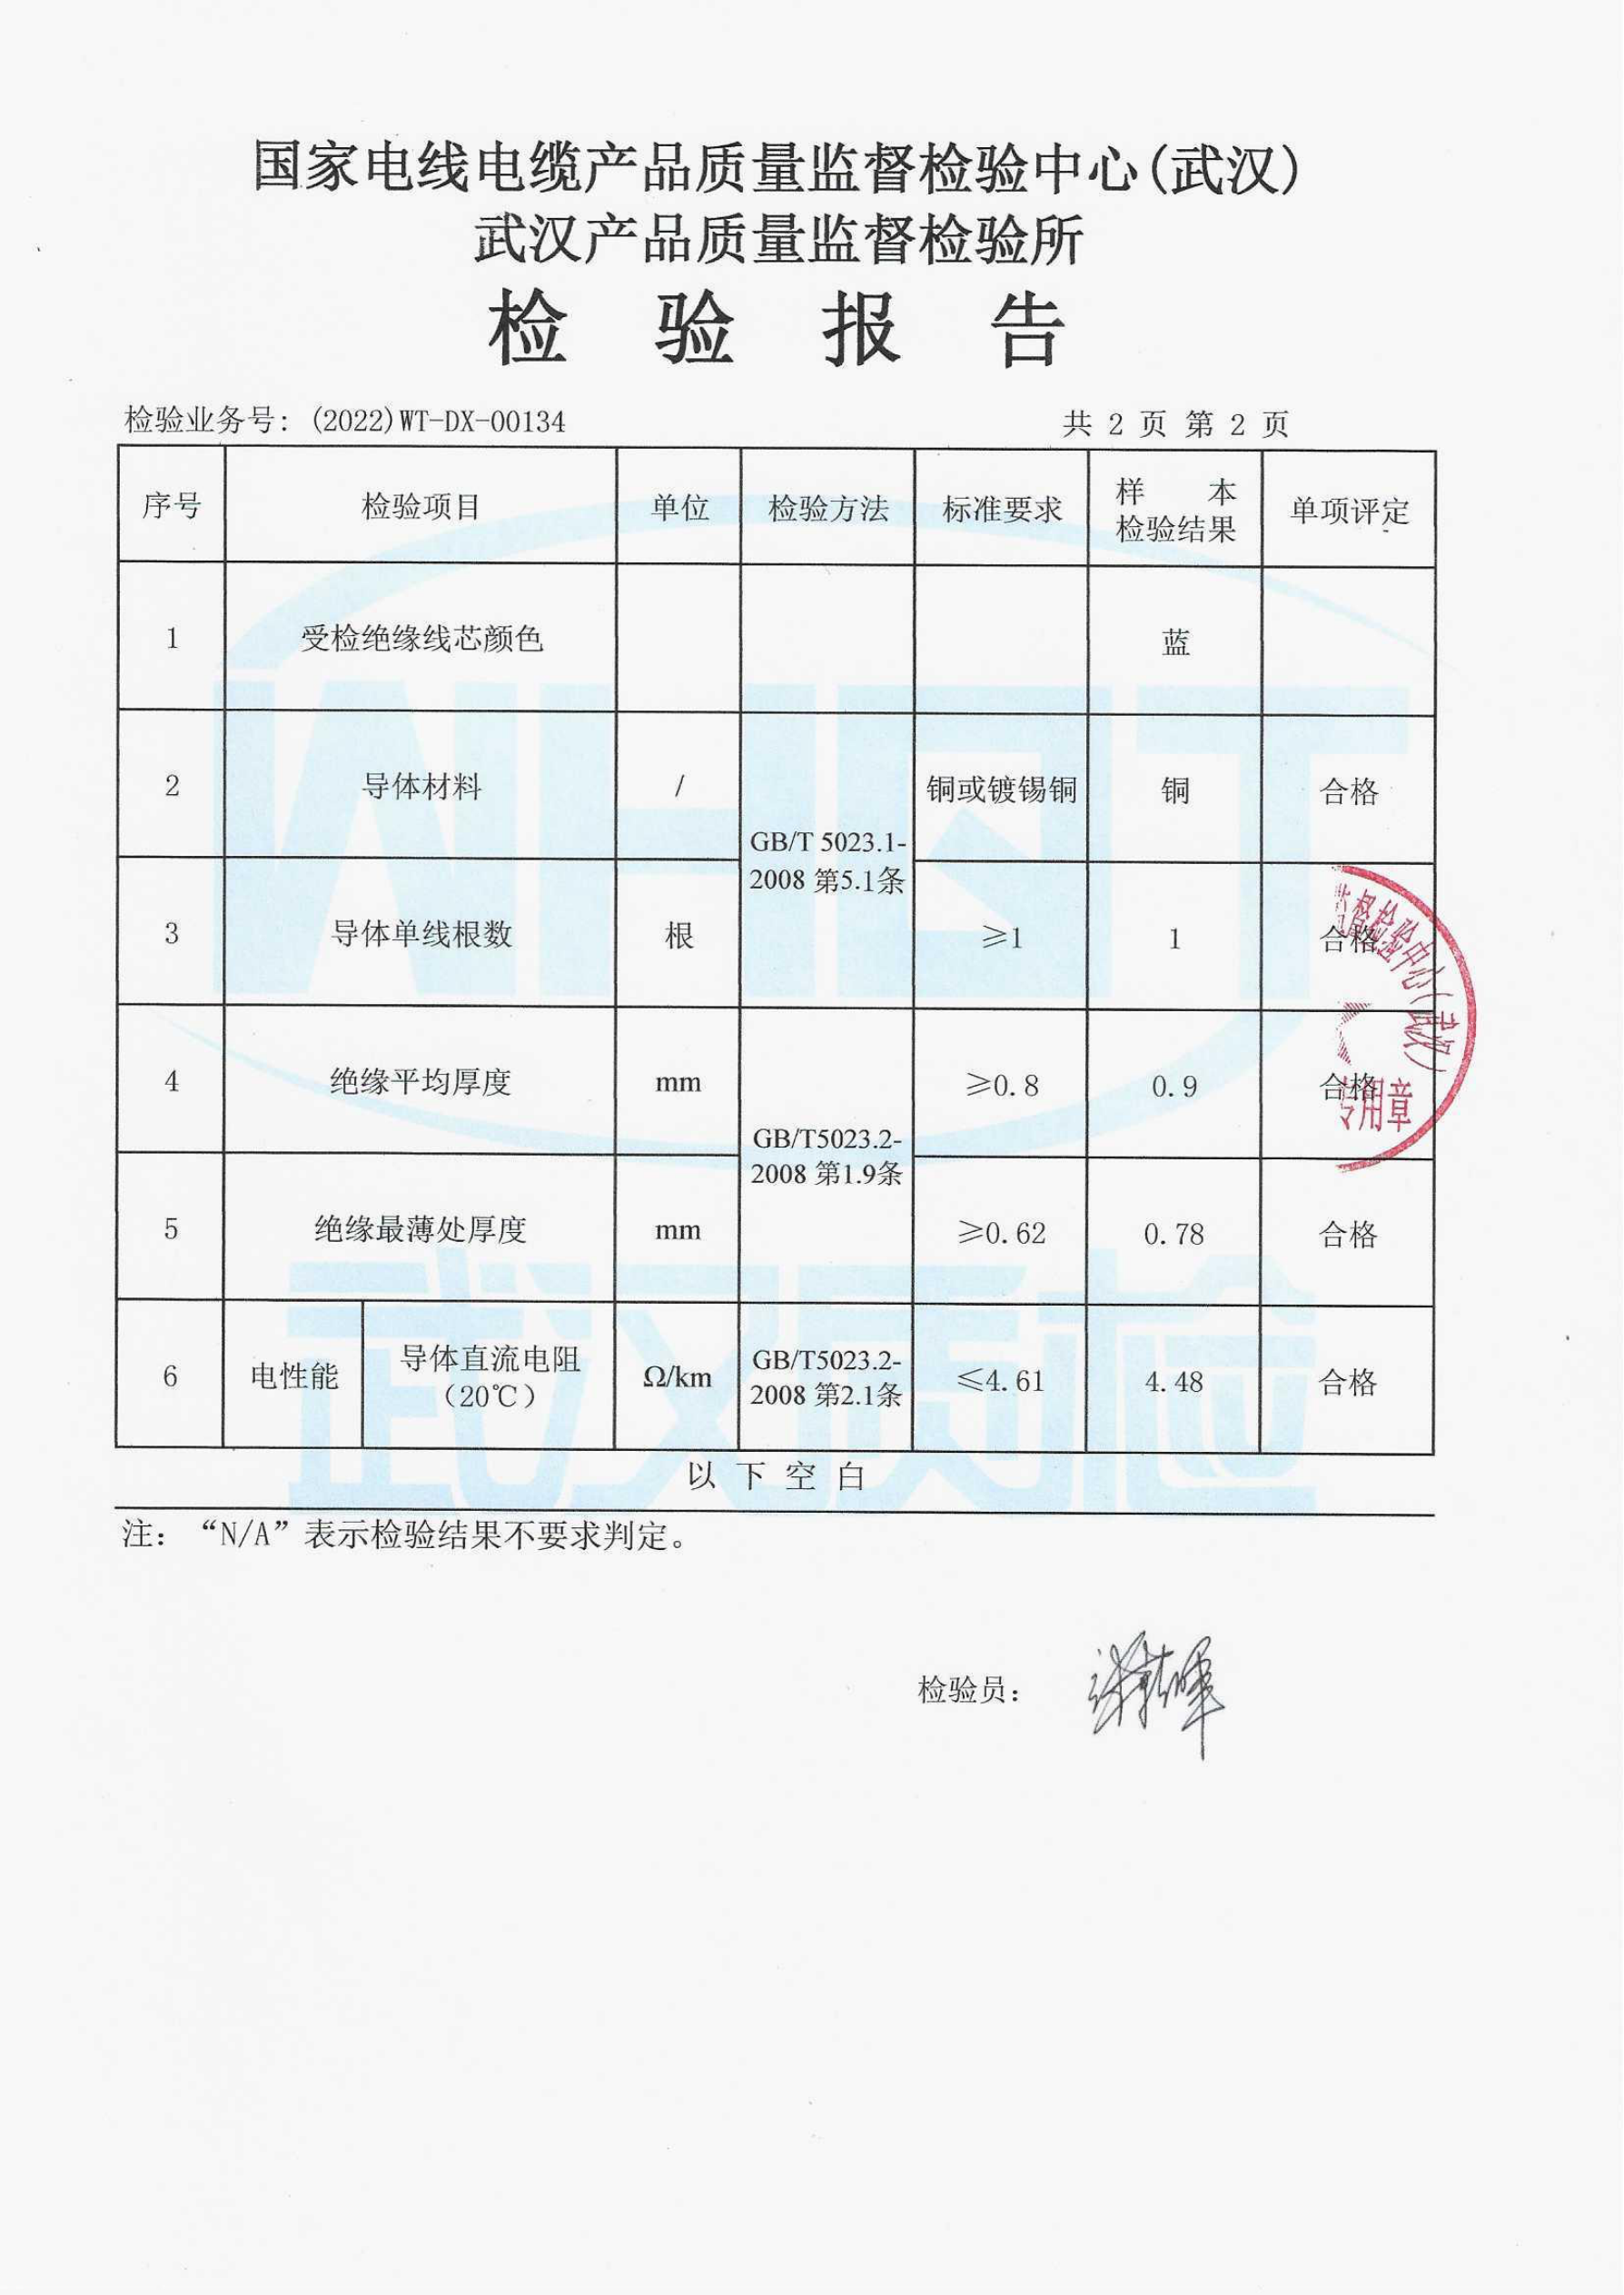 国家电线电缆产品质量监督检验中心(武汉)
武汉产品质量监督检验所
检 验 报 告
检验业务号: (2022)WT-DX-00134 共 2 页 第 2 页
序号 检验项目 单位 检验方法 标准要求 样 本 检验结果 单项评定
1 受检绝缘线芯颜色 蓝
2 导体材料 / 铜或镀锡铜 铜 合格
GB/T 5023.1-
2008 第5.1条
3 导体单线根数 根 ≥1 1 合格
4 绝缘平均厚度 mm ≥0.8 0.9 合格
GB/T5023.2-
2008 第1.9条
5 绝缘最薄处厚度 mm ≥0.62 0.78 合格
6 电性能 导体直流电阻 (20℃) Ω/km GB/T5023.2- 2008 第2.1条 ≤4.61 4.48 合格
以下空白
注: “N/A”表示检验结果不要求判定。
检验员:
监督检验中心(武汉)
专用章
武汉质检